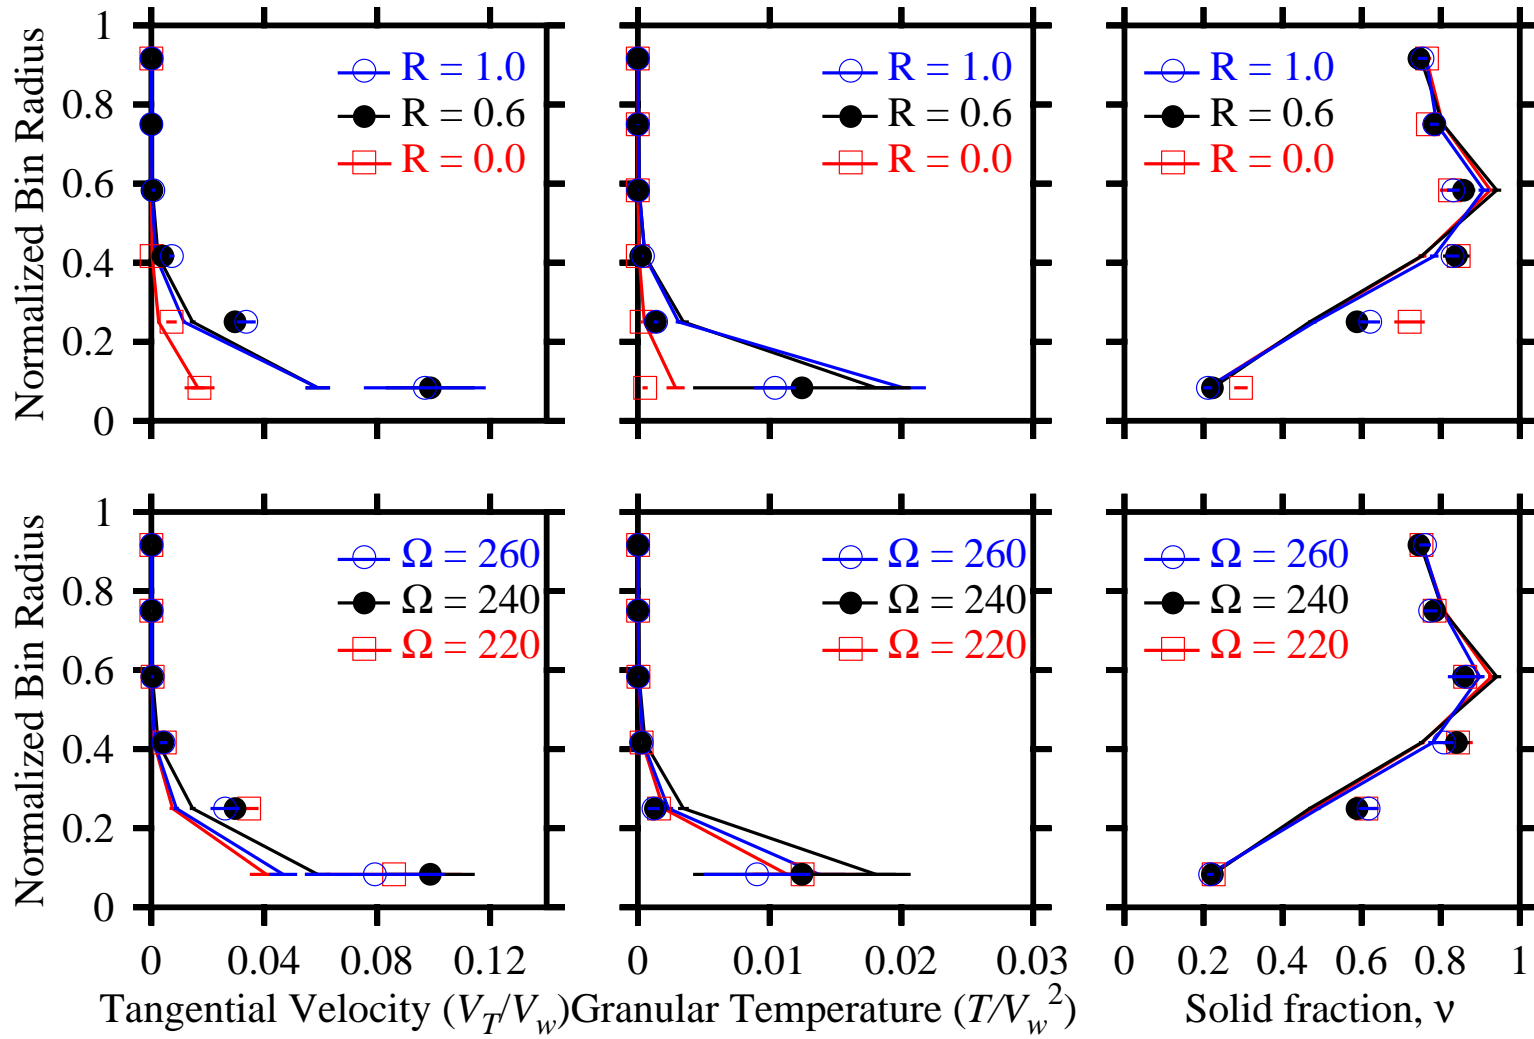 Normalized Bin Radius
1
0.8
0.6
0.4
0.2
0
R = 1.0
R = 0.6
R = 0.0
R = 1.0
R = 0.6
R = 0.0
R = 1.0
R = 0.6
R = 0.0
Normalized Bin Radius
1
0.8
0.6
0.4
0.2
0
Ω = 260
Ω = 240
Ω = 220
Ω = 260
Ω = 240
Ω = 220
Ω = 260
Ω = 240
Ω = 220
0 0.04 0.08 0.12
0 0.01 0.02 0.03
0 0.2 0.4 0.6 0.8 1
Tangential Velocity (V_T/V_w)
Granular Temperature (T/V_w^2)
Solid fraction, ν